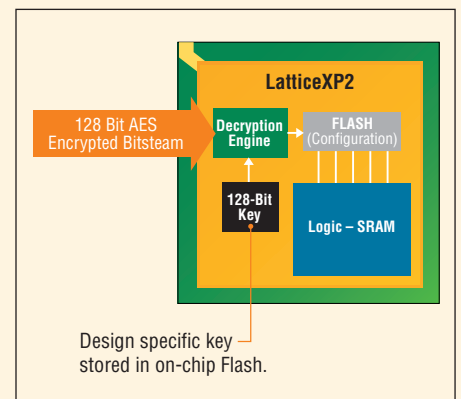 LatticeXP2
128 Bit AES
Encrypted Bitsteam
Decryption
Engine
FLASH
(Configuration)
128-Bit
Key
Logic – SRAM
Design specific key
stored in on-chip Flash.